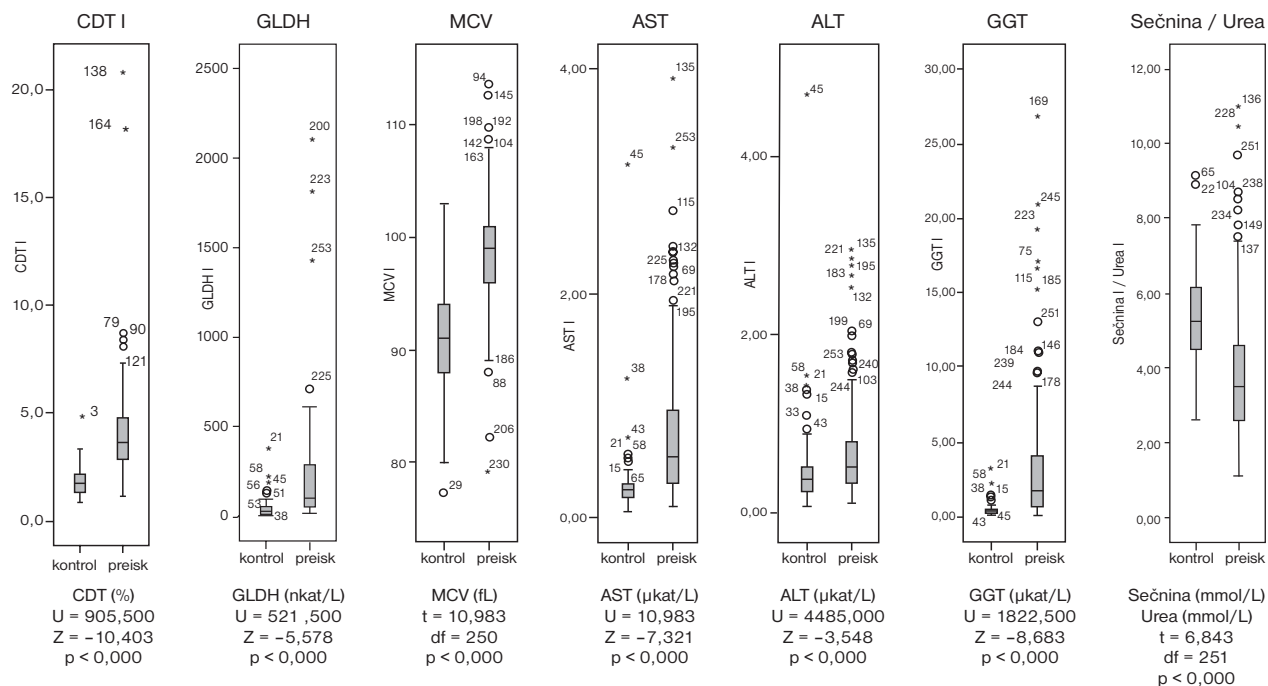 CDT I
GLDH
MCV
AST
ALT
GGT
Sečnina / Urea
CDT I
20,0
15,0
10,0
5,0
0,0
138
164
79 90
121
3
kontrol preisk
GLDH I
2500
2000
1500
1000
500
0
200
223
253
225
21
58
45
56
51
53
38
kontrol preisk
MCV I
110
100
90
80
94
145
198 192
142 104
163
186
88
206
230
29
kontrol preisk
AST I
4,00
2,00
0,00
135
253
115
132
225
69
178
221
195
45
38
43
21 58
15
65
kontrol preisk
ALT I
4,00
2,00
0,00
45
221 135
183 195
132
199 69
253
240
244 103
58 21
38 15
33 43
kontrol preisk
GGT I
30,00
25,00
20,00
15,00
10,00
5,00
0,00
169
245
223
75
115 185
251
184 146
239
244 178
21
58
38 15
43 45
kontrol preisk
Sečnina I / Urea I
12,00
10,00
8,00
6,00
4,00
2,00
0,00
136
228
251
65
22 104 238
234 149
137
kontrol preisk
CDT (%)
U = 905,500
Z = –10,403
p < 0,000
GLDH (nkat/L)
U = 521 ,500
Z = –5,578
p < 0,000
MCV (fL)
t = 10,983
df = 250
p < 0,000
AST (µkat/L)
U = 10,983
Z = –7,321
p < 0,000
ALT (µkat/L)
U = 4485,000
Z = –3,548
p < 0,000
GGT (µkat/L)
U = 1822,500
Z = –8,683
p < 0,000
Sečnina (mmol/L)
Urea (mmol/L)
t = 6,843
df = 251
p < 0,000